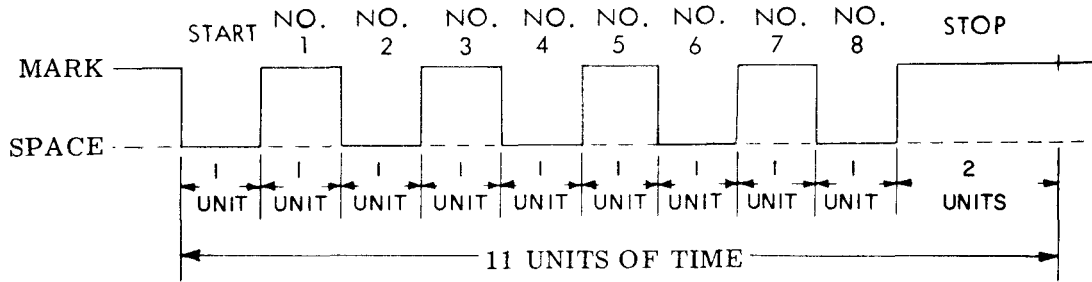 START NO. NO. NO. NO. NO. NO. NO. NO. STOP
1 2 3 4 5 6 7 8
MARK
SPACE
1 1 1 1 1 1 1 1 1 2
UNIT UNIT UNIT UNIT UNIT UNIT UNIT UNIT UNIT UNITS
11 UNITS OF TIME